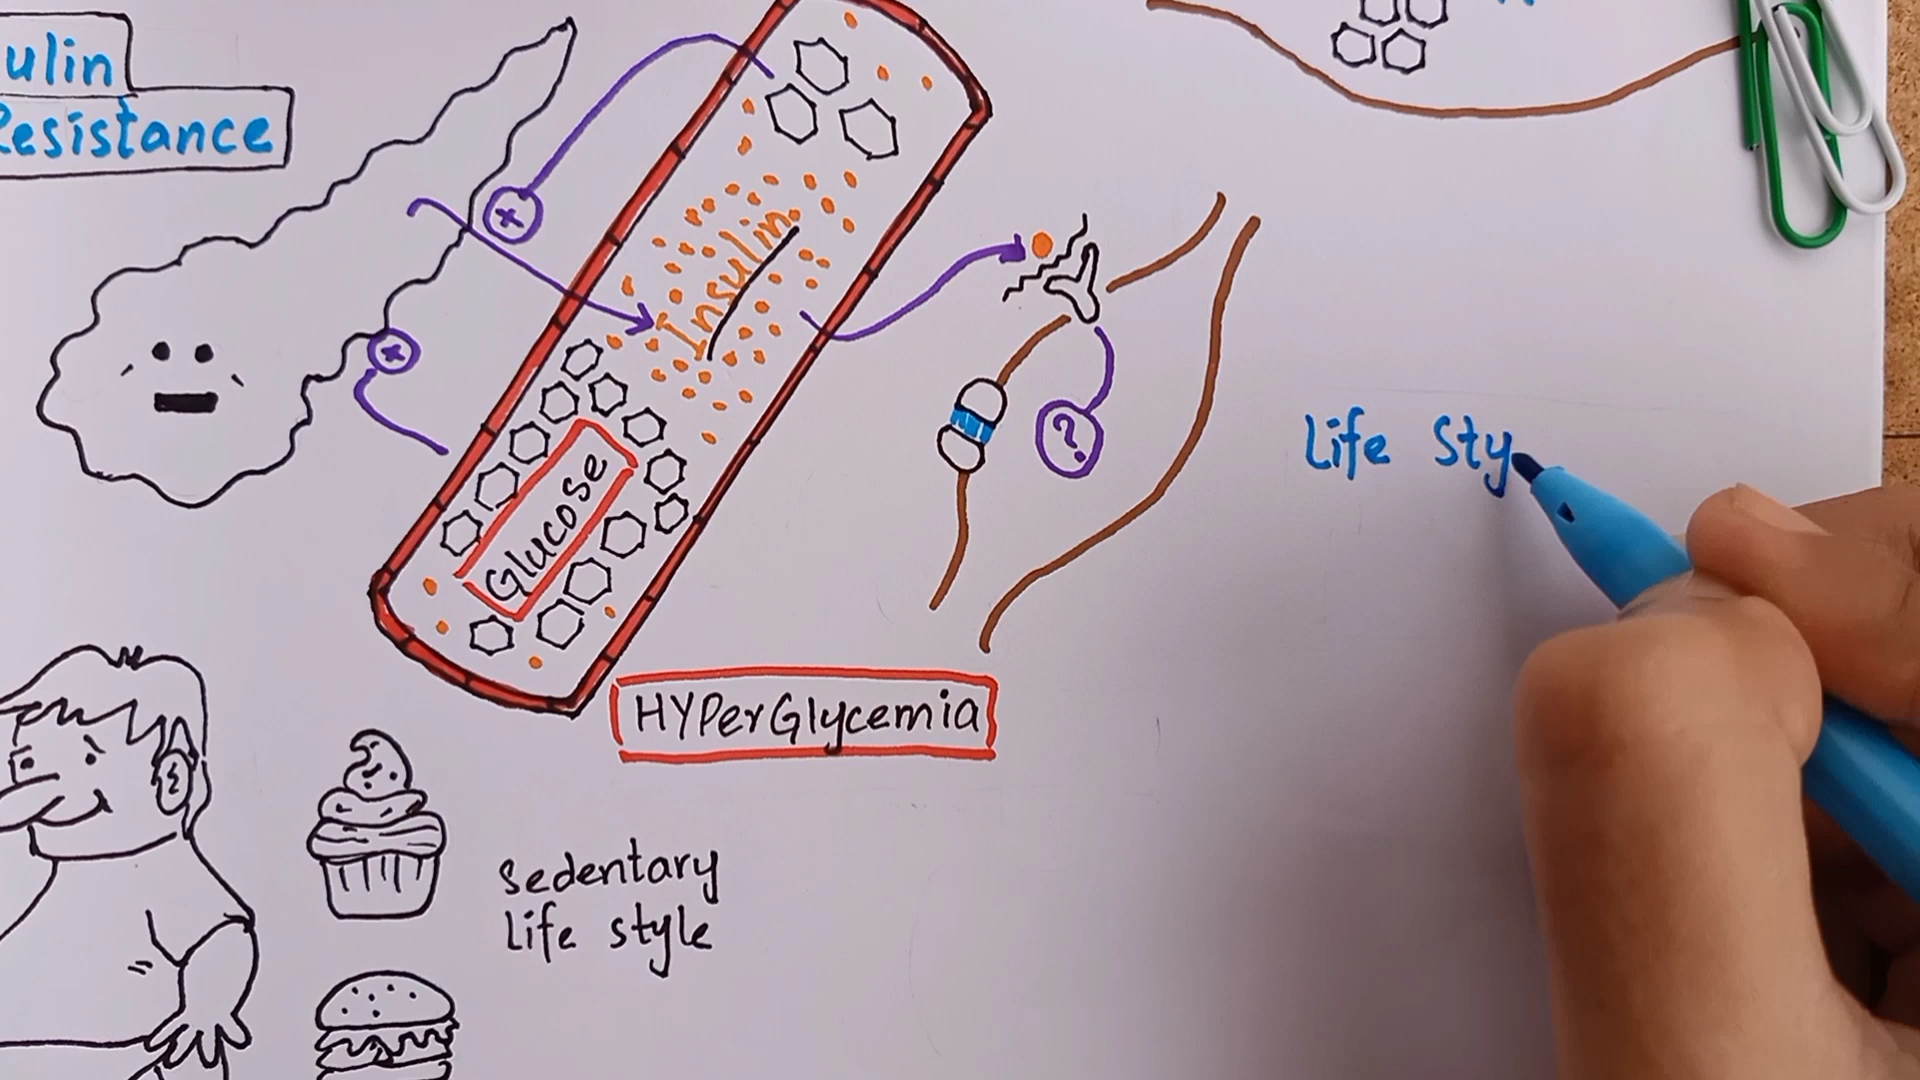 ulin
Resistance
Insulin
Glucose
?
Life Sty
HYPerGlycemia
Sedentary
Life style